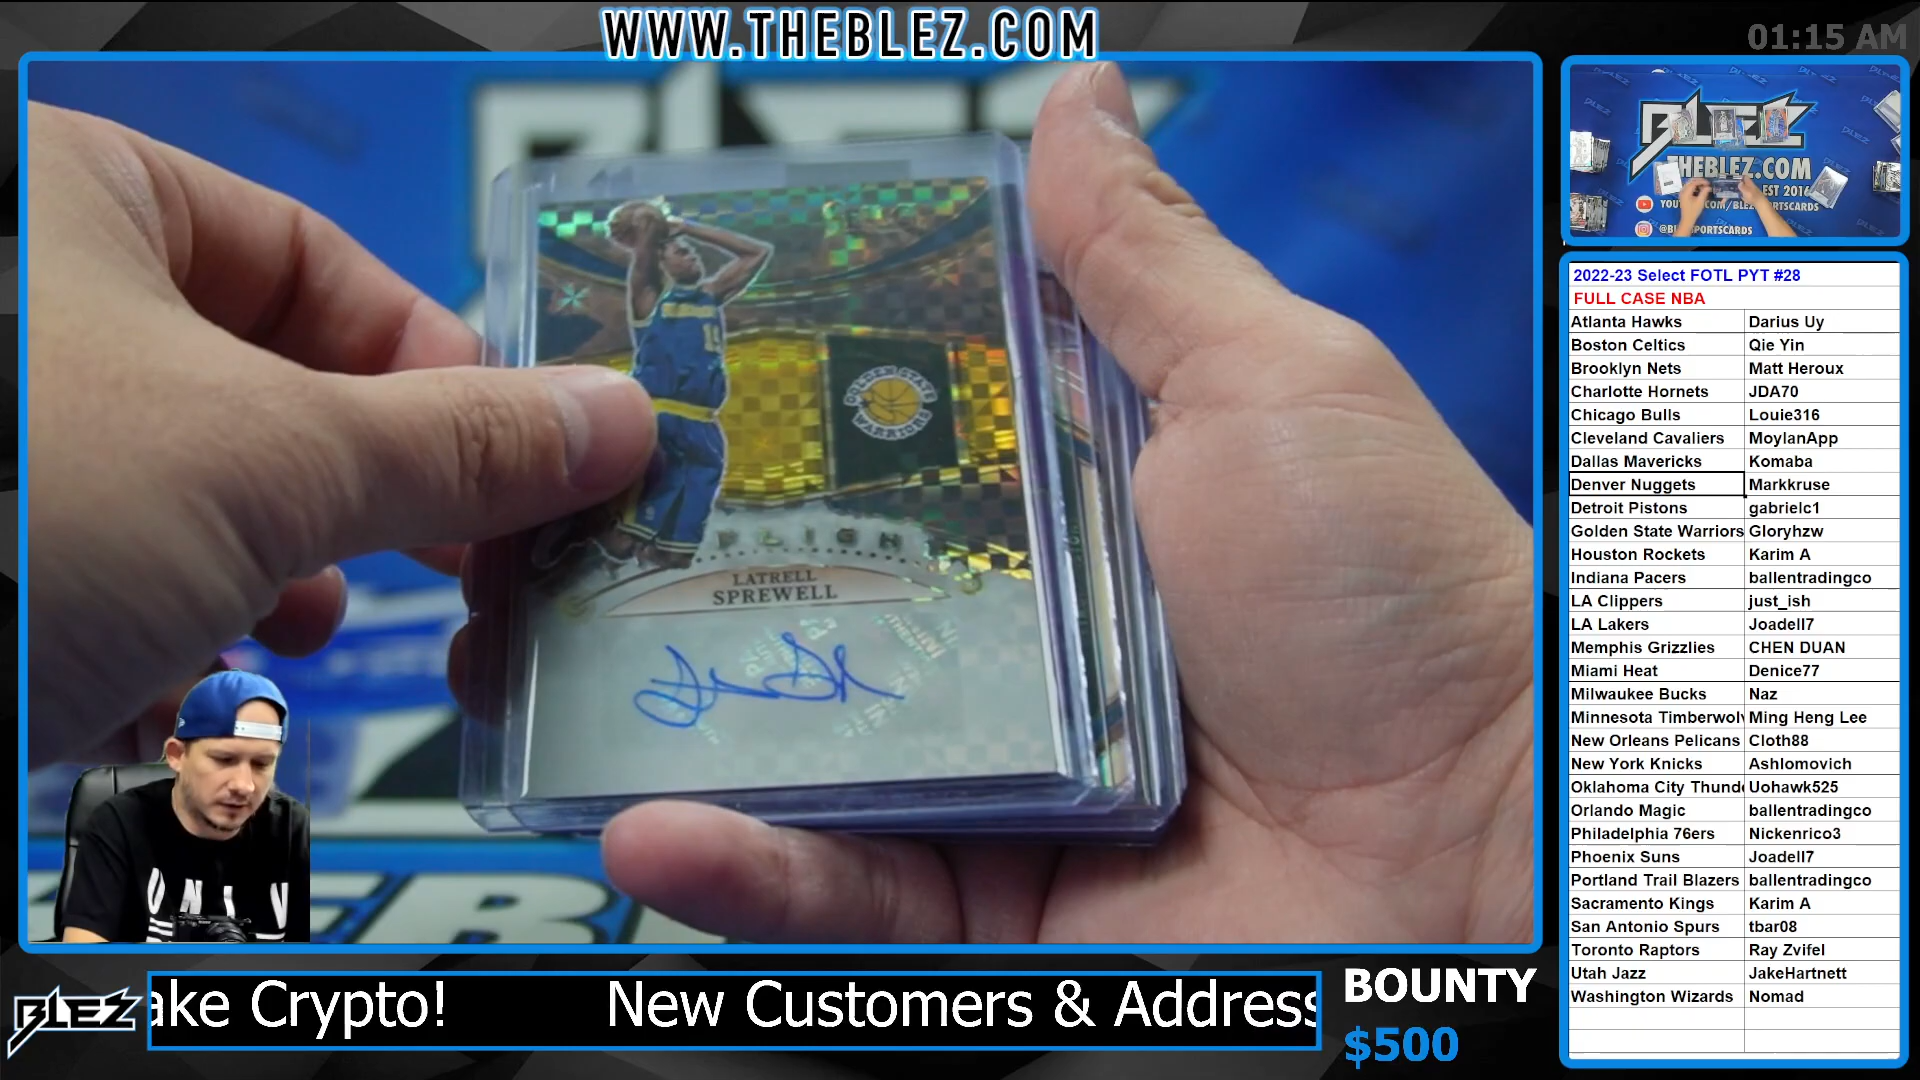 WWW.THEBLEZ.COM
01:15 AM
BLEZ
THEBLEZ.COM
EST 2016
@BLEZSPORTSCARDS
GOLDEN STATE
WARRIORS
LATRELL
SPREWELL
2022-23 Select FOTL PYT #28
FULL CASE NBA
Atlanta Hawks Darius Uy
Boston Celtics Qie Yin
Brooklyn Nets Matt Heroux
Charlotte Hornets JDA70
Chicago Bulls Louie316
Cleveland Cavaliers MoylanApp
Dallas Mavericks Komaba
Denver Nuggets Markkruse
Detroit Pistons gabrielc1
Golden State Warriors Gloryhzw
Houston Rockets Karim A
Indiana Pacers ballentradingco
LA Clippers just_ish
LA Lakers Joadell7
Memphis Grizzlies CHEN DUAN
Miami Heat Denice77
Milwaukee Bucks Naz
Minnesota Timberwol Ming Heng Lee
New Orleans Pelicans Cloth88
New York Knicks Ashlomovich
Oklahoma City Thund Uohawk525
Orlando Magic ballentradingco
Philadelphia 76ers Nickenrico3
Phoenix Suns Joadell7
Portland Trail Blazers ballentradingco
Sacramento Kings Karim A
San Antonio Spurs tbar08
Toronto Raptors Ray Zvifel
Utah Jazz JakeHartnett
Washington Wizards Nomad
UNIV
BLEZ
ake Crypto! New Customers & Address
BOUNTY
$500